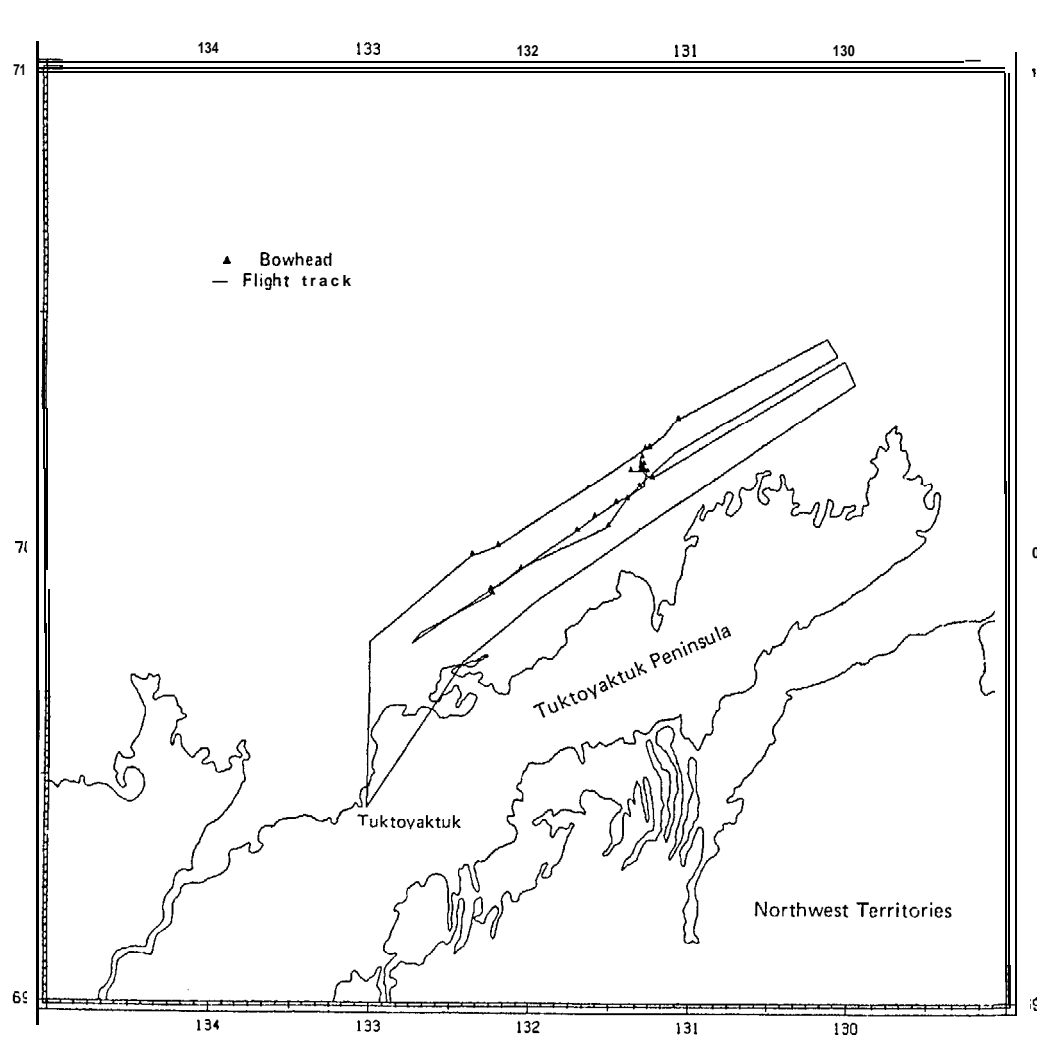 134 133 132 131 130
71
▲ Bowhead
— Flight track
Tuktoyaktuk Peninsula
Tuktoyaktuk
Northwest Territories
134 133 132 131 130